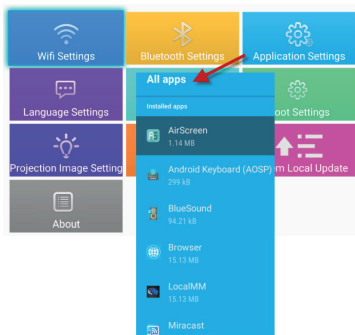 Wifi Settings
Bluetooth Settings
Application Settings
All apps
Language Settings
Installed apps
oot Settings
AirScreen
1.14 MB
Projection Image Setting
Android Keyboard (AOSP)
299 kB
m Local Update
BlueSound
94.21 kB
About
Browser
15.13 MB
LocalMM
15.13 MB
Miracast